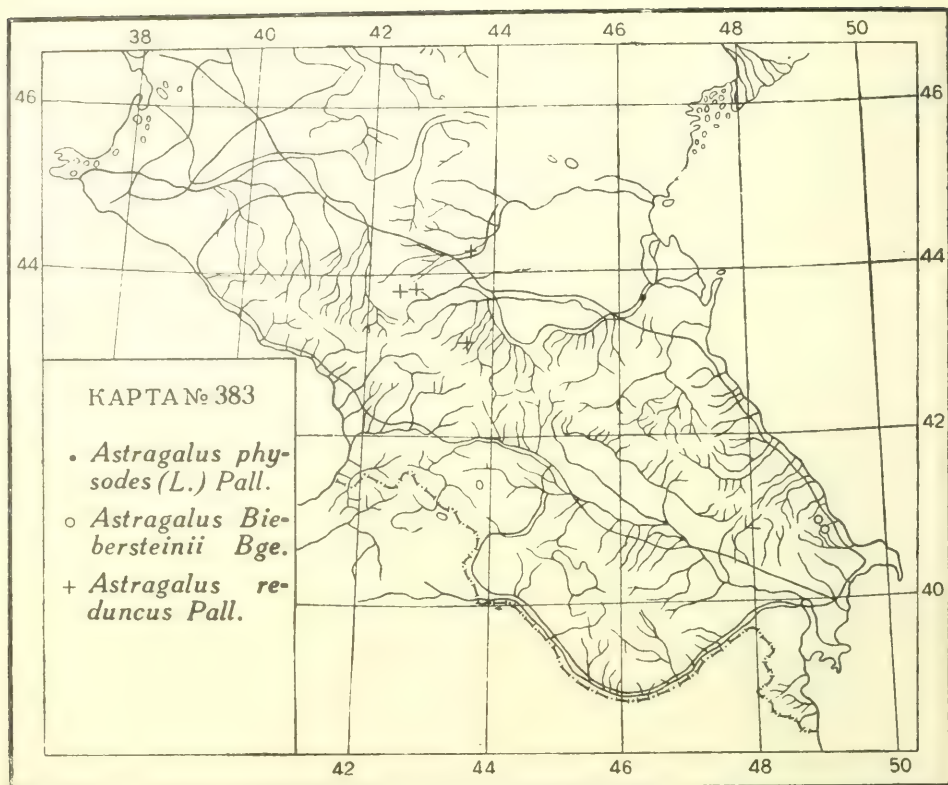 38 40 42 44 46 48 50
46 46
44 44
КАРТА № 383
• Astragalus phy-
sodes (L.) Pall.
○ Astragalus Bie-
bersteinii Bge.
+ Astragalus re-
duncus Pall.
42
40
42 44 46 48 50